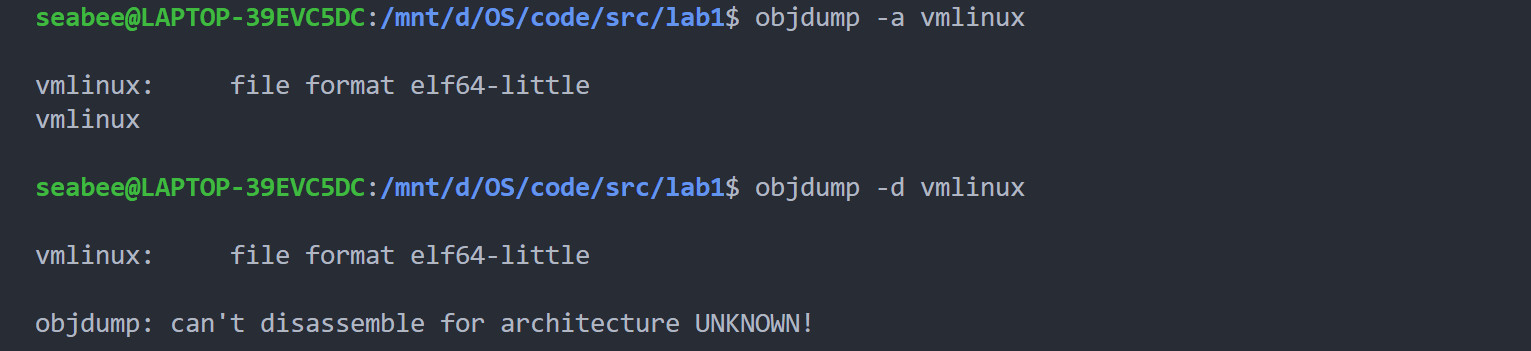 seabee@LAPTOP-39EVC5DC:/mnt/d/OS/code/src/lab1$ objdump -a vmlinux
vmlinux:     file format elf64-little
vmlinux
seabee@LAPTOP-39EVC5DC:/mnt/d/OS/code/src/lab1$ objdump -d vmlinux
vmlinux:     file format elf64-little
objdump: can't disassemble for architecture UNKNOWN!